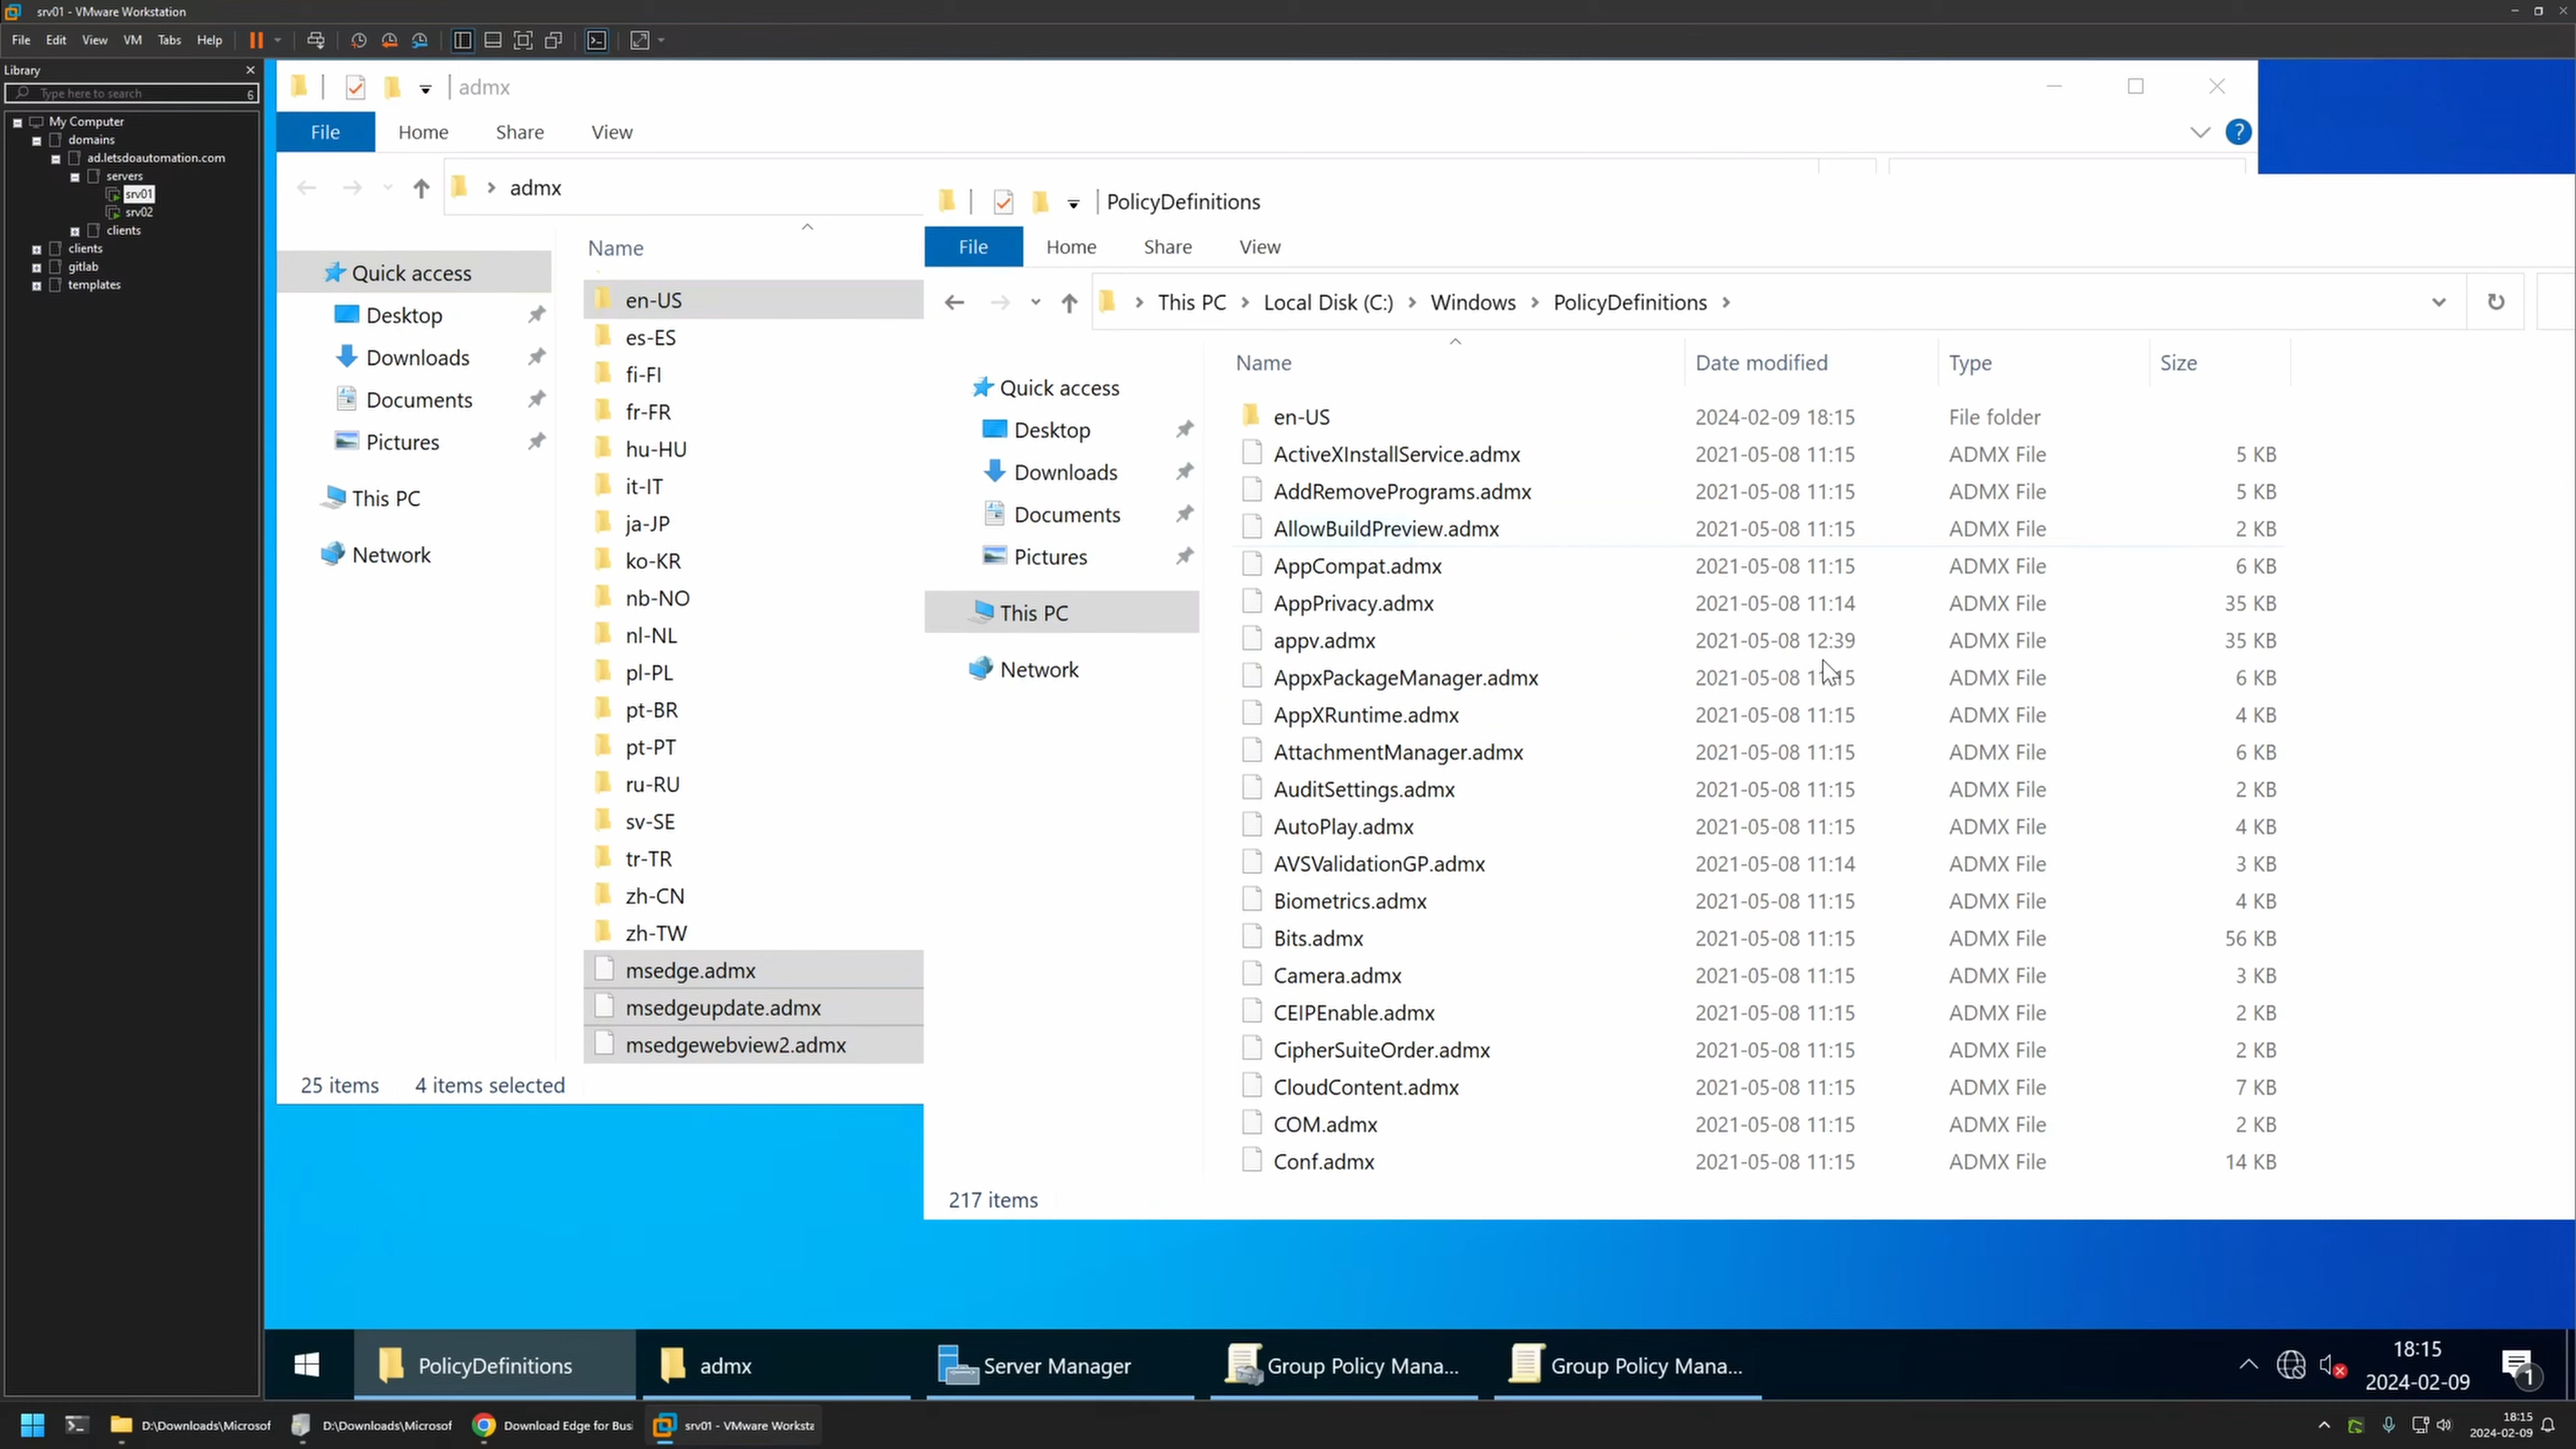 srv01 - VMware Workstation
File Edit View VM Tabs Help
Library
Type here to search 6
My Computer
domains
ad.letsdoautomation.com
servers
srv01
srv02
clients
clients
gitlab
templates
admx
File Home Share View
admx
Quick access
Desktop
Downloads
Documents
Pictures
This PC
Network
Name
en-US
es-ES
fi-FI
fr-FR
hu-HU
it-IT
ja-JP
ko-KR
nb-NO
nl-NL
pl-PL
pt-BR
pt-PT
ru-RU
sv-SE
tr-TR
zh-CN
zh-TW
msedge.admx
msedgeupdate.admx
msedgewebview2.admx
25 items 4 items selected
PolicyDefinitions
File Home Share View
This PC Local Disk (C:) Windows PolicyDefinitions
Quick access
Desktop
Downloads
Documents
Pictures
This PC
Network
Name Date modified Type Size
en-US 2024-02-09 18:15 File folder
ActiveXInstallService.admx 2021-05-08 11:15 ADMX File 5 KB
AddRemovePrograms.admx 2021-05-08 11:15 ADMX File 5 KB
AllowBuildPreview.admx 2021-05-08 11:15 ADMX File 2 KB
AppCompat.admx 2021-05-08 11:15 ADMX File 6 KB
AppPrivacy.admx 2021-05-08 11:14 ADMX File 35 KB
appv.admx 2021-05-08 12:39 ADMX File 35 KB
AppxPackageManager.admx 2021-05-08 11:15 ADMX File 6 KB
AppXRuntime.admx 2021-05-08 11:15 ADMX File 4 KB
AttachmentManager.admx 2021-05-08 11:15 ADMX File 6 KB
AuditSettings.admx 2021-05-08 11:15 ADMX File 2 KB
AutoPlay.admx 2021-05-08 11:15 ADMX File 4 KB
AVSValidationGP.admx 2021-05-08 11:14 ADMX File 3 KB
Biometrics.admx 2021-05-08 11:15 ADMX File 4 KB
Bits.admx 2021-05-08 11:15 ADMX File 56 KB
Camera.admx 2021-05-08 11:15 ADMX File 3 KB
CEIPEnable.admx 2021-05-08 11:15 ADMX File 2 KB
CipherSuiteOrder.admx 2021-05-08 11:15 ADMX File 2 KB
CloudContent.admx 2021-05-08 11:15 ADMX File 7 KB
COM.admx 2021-05-08 11:15 ADMX File 2 KB
Conf.admx 2021-05-08 11:15 ADMX File 14 KB
217 items
PolicyDefinitions admx Server Manager Group Policy Mana... Group Policy Mana... 18:15
2024-02-09 1
D:\Downloads\Microsof D:\Downloads\Microsof Download Edge for Busi srv01 - VMware Worksta 18:15
2024-02-09